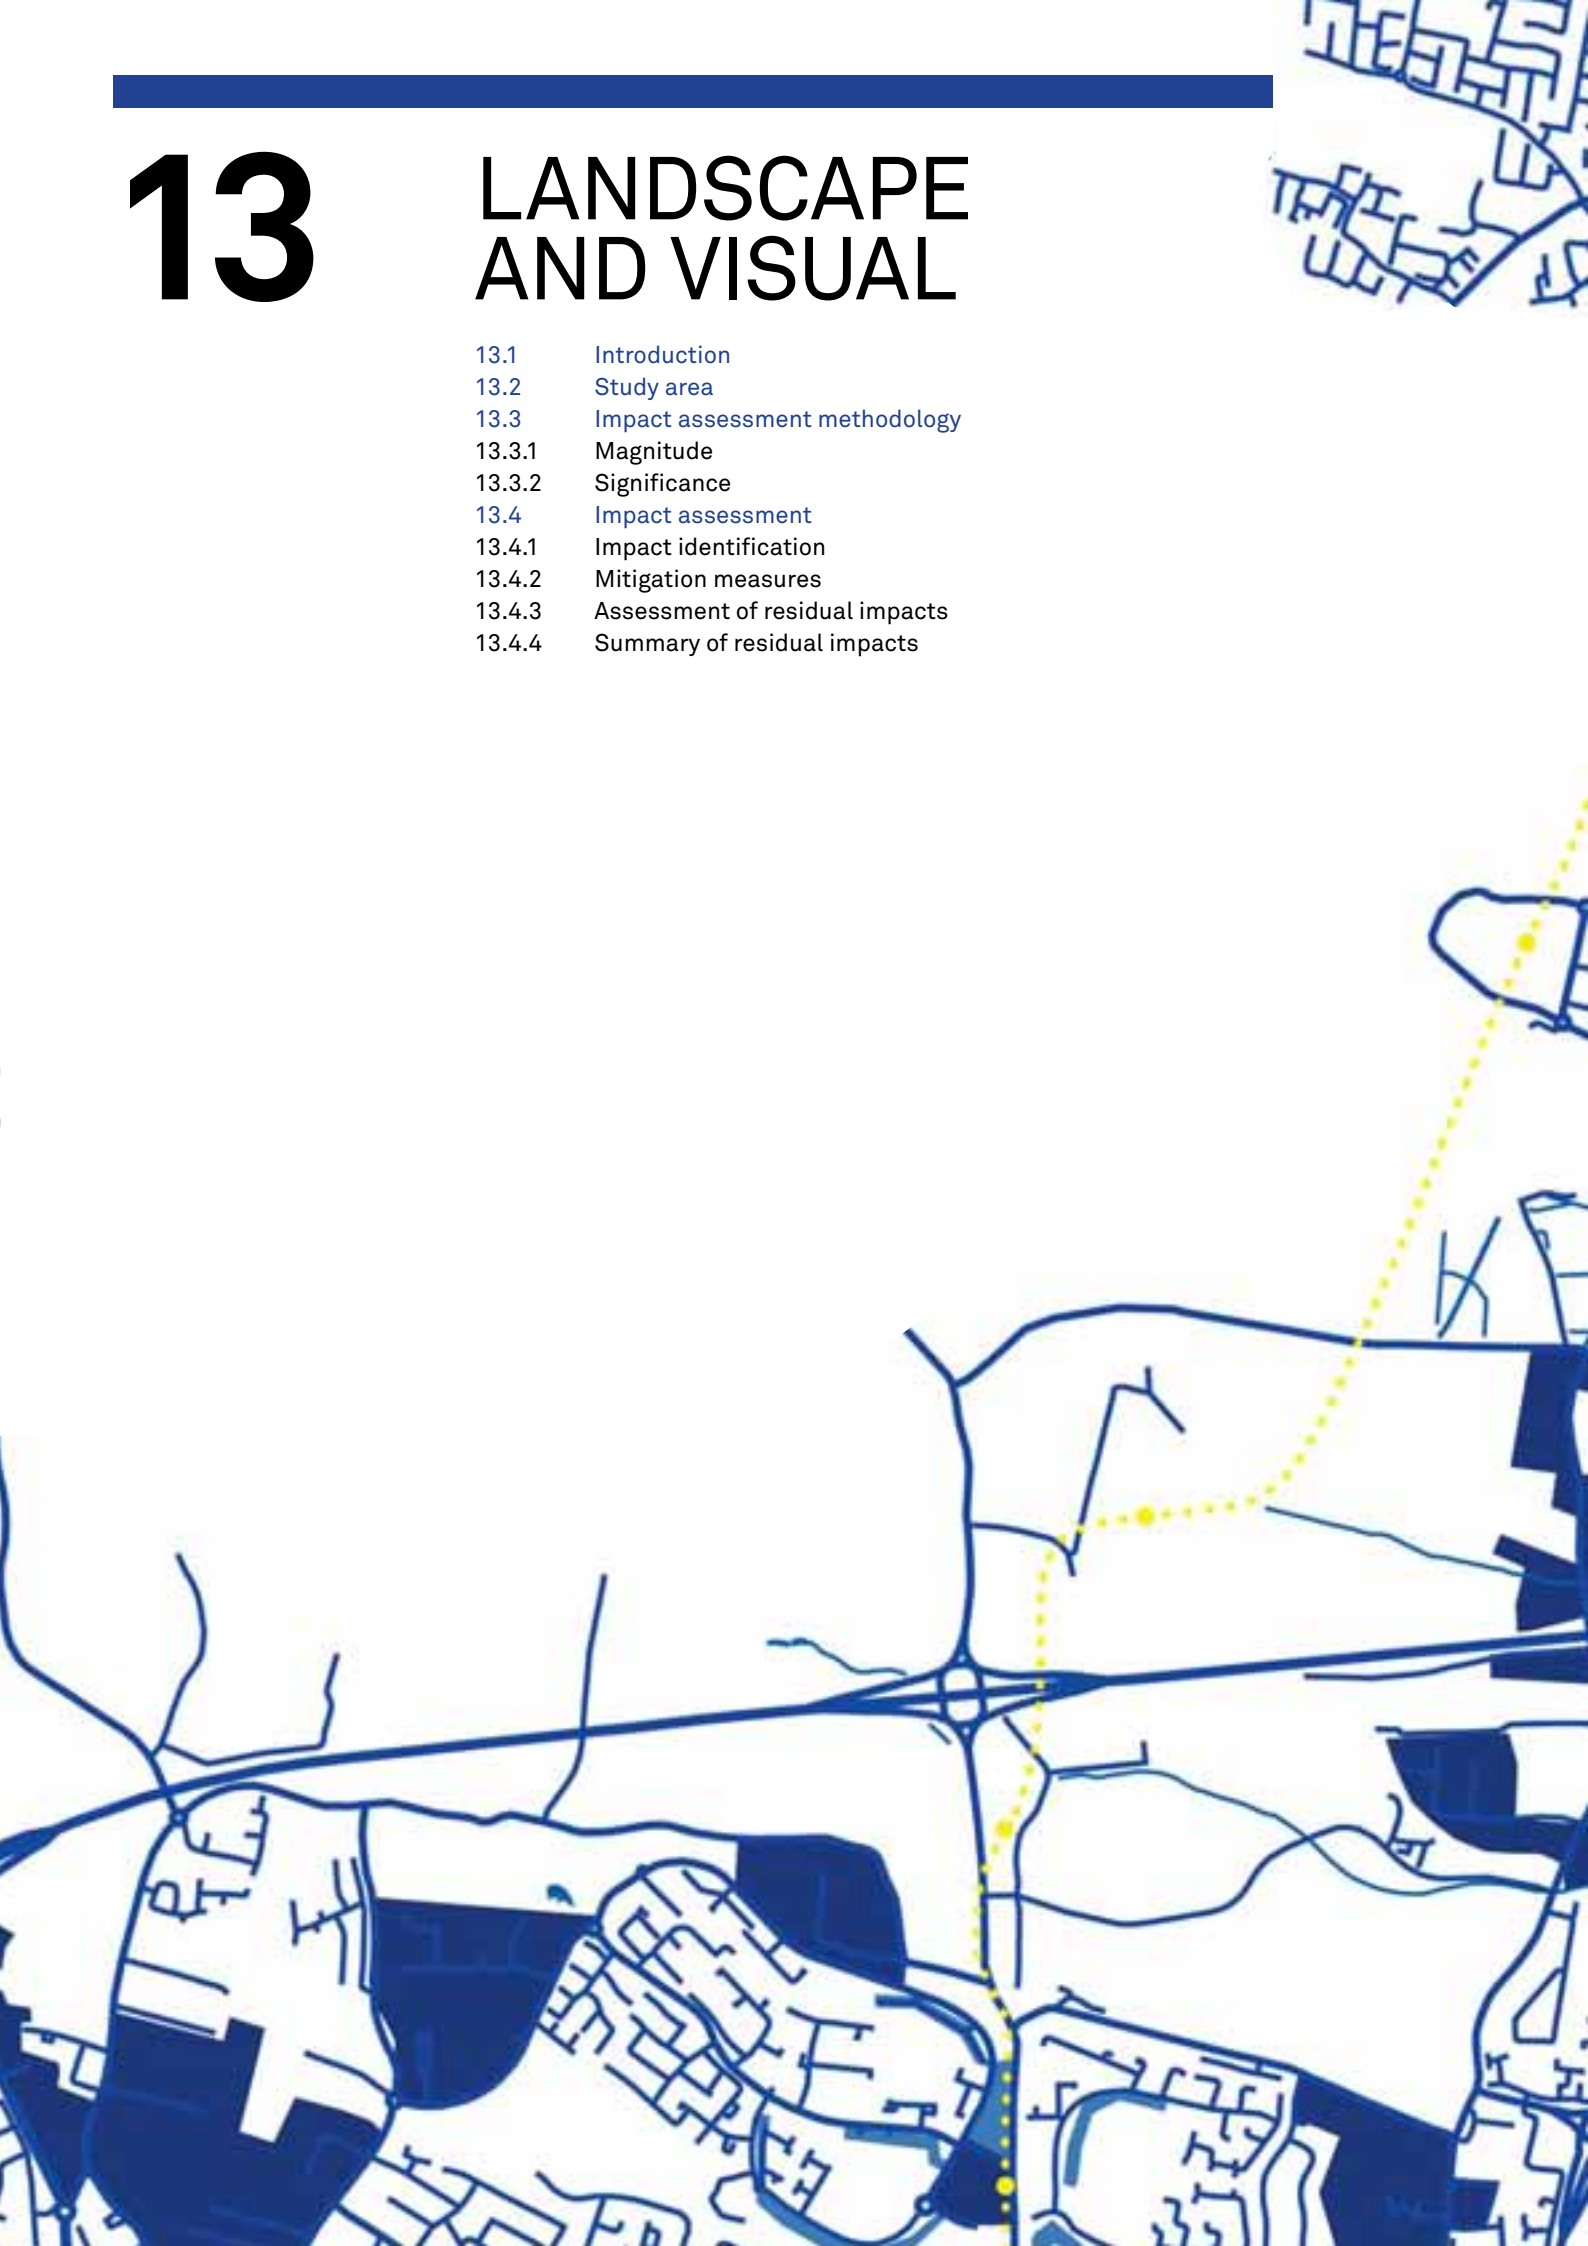 13
LANDSCAPE
AND VISUAL
13.1 Introduction
13.2 Study area
13.3 Impact assessment methodology
13.3.1 Magnitude
13.3.2 Significance
13.4 Impact assessment
13.4.1 Impact identification
13.4.2 Mitigation measures
13.4.3 Assessment of residual impacts
13.4.4 Summary of residual impacts